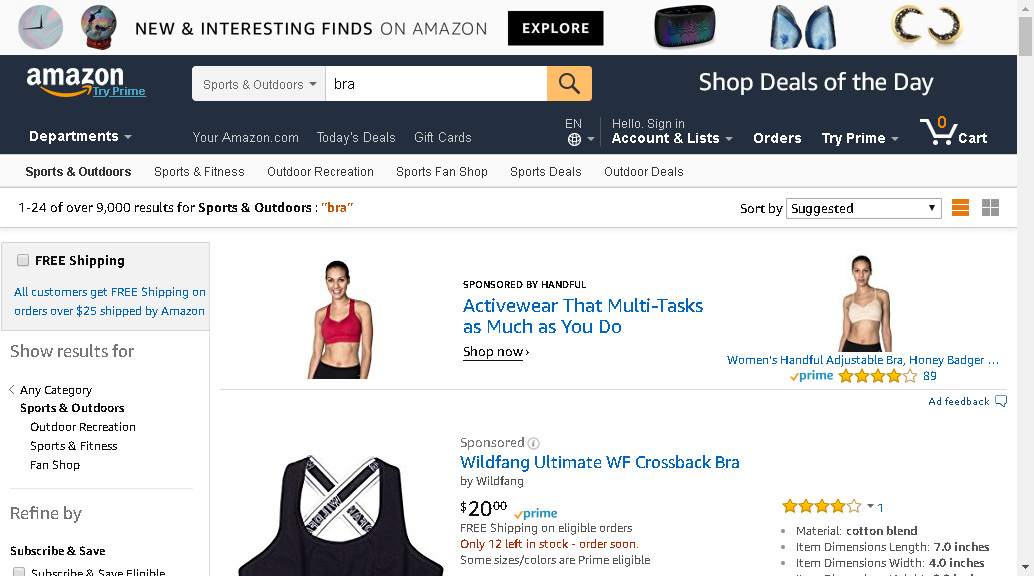 NEW & INTERESTING FINDS ON AMAZON EXPLORE
amazon
Try Prime
Sports & Outdoors bra
Shop Deals of the Day
Departments
Your Amazon.com Today's Deals Gift Cards
EN
Hello. Sign in
Account & Lists
Orders
Try Prime
0
Cart
Sports & Outdoors Sports & Fitness Outdoor Recreation Sports Fan Shop Sports Deals Outdoor Deals
1-24 of over 9,000 results for Sports & Outdoors : "bra"
Sort by Suggested
FREE Shipping
All customers get FREE Shipping on
orders over $25 shipped by Amazon
Show results for
Any Category
Sports & Outdoors
Outdoor Recreation
Sports & Fitness
Fan Shop
Refine by
Subscribe & Save
Subscribe & Save Eligible
SPONSORED BY HANDFUL
Activewear That Multi-Tasks
as Much as You Do
Shop now ›
Women's Handful Adjustable Bra, Honey Badger ...
prime 89
Ad feedback
Sponsored
Wildfang Ultimate WF Crossback Bra
by Wildfang
$20 00 prime
FREE Shipping on eligible orders
Only 12 left in stock - order soon.
Some sizes/colors are Prime eligible
1
Material: cotton blend
Item Dimensions Length: 7.0 inches
Item Dimensions Width: 4.0 inches